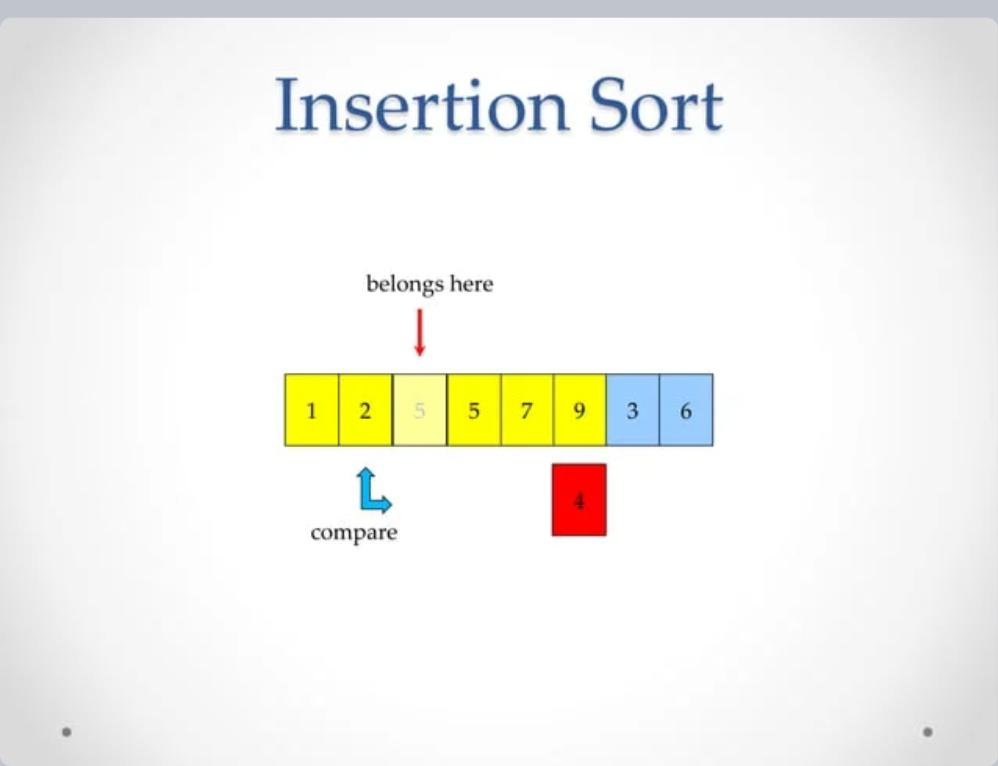 Insertion Sort
belongs here
1 2 5 5 7 9 3 6
4
compare